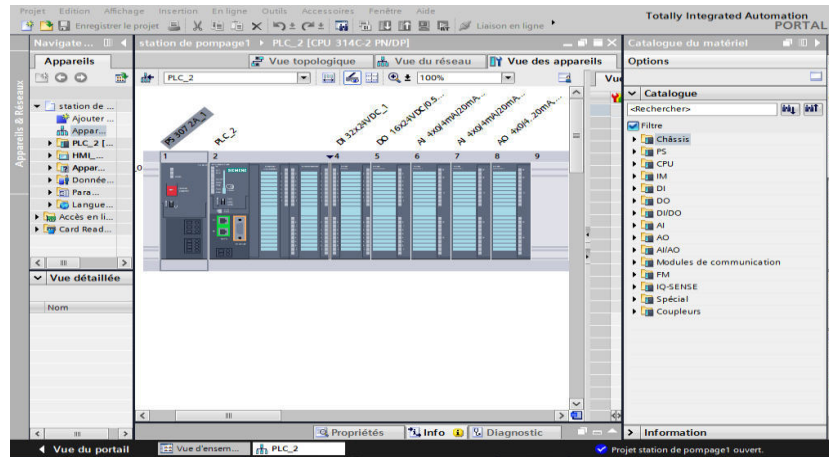 Projet Edition Affichage Insertion En ligne Outils Accessoires Fenêtre Aide
Totally Integrated Automation
PORTAL
Enregistrer le projet
Liaison en ligne
Navigate...
station de pompage1 PLC_2 [CPU 314C-2 PN/DP]
Catalogue du matériel
Appareils
Vue topologique Vue du réseau Vue des appareils
Options
PLC_2
100%
Catalogue
<Rechercher>
Filtre
Appareils & Réseaux
station de ...
Ajouter ...
Appar...
PLC_2 [...
HMI_...
Appar...
Donnée...
Para...
Langue...
Accès en li...
Card Read...
PS 307 2A_1
PLC_2
DI 32x24VDC_1
DO 16x24VDC/0.5...
AI 4x0/4mA/20mA...
AI 4x0/4mA/20mA...
AO 4x0/4..20mA...
1 2 4 5 6 7 8 9
SIEMENS
Châssis
PS
CPU
IM
DI
DO
DI/DO
AI
AO
AI/AO
Modules de communication
FM
IQ-SENSE
Spécial
Coupleurs
Vue détaillée
Nom
Propriétés Info Diagnostic
Information
Vue du portail
Vue d'ensem...
PLC_2
Projet station de pompage1 ouvert.